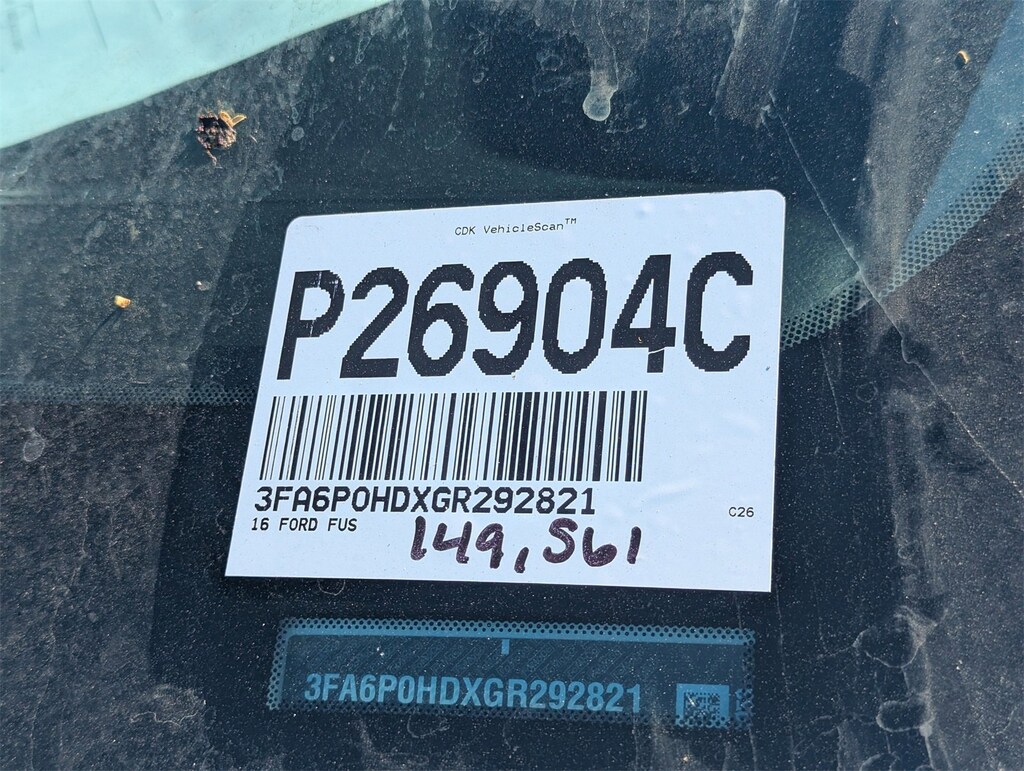 CDK VehicleScan™
P26904C
3FA6P0HDXGR292821
16 FORD FUS
C26
149,561
3FA6P0HDXGR292821